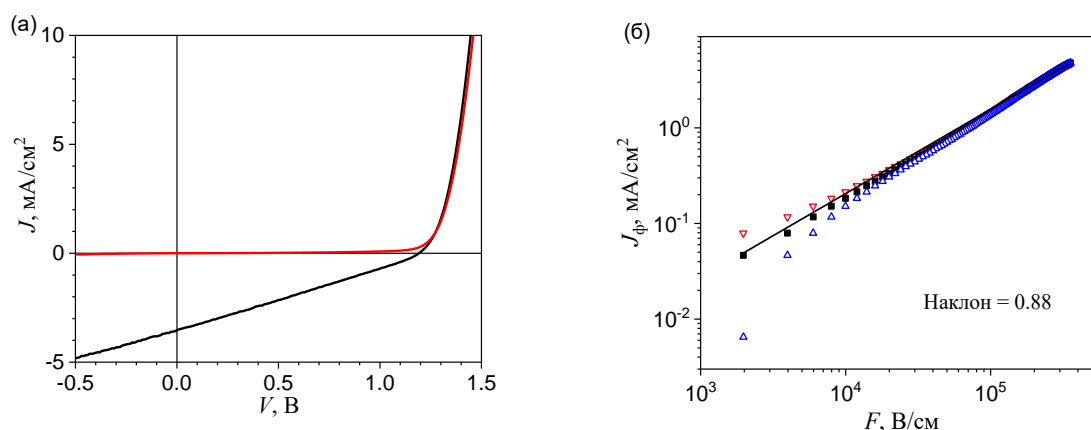 (а)
J, мА/см²
10
5
0
-5
-0.5
0.0
0.5
1.0
1.5
V, В
(б)
Jф, мА/см²
10⁰
10⁻¹
10⁻²
Наклон = 0.88
10³
10⁴
10⁵
F, В/см